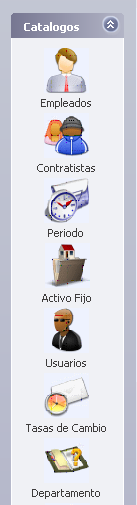 Catalogos
Empleados
Contratistas
Periodo
Activo Fijo
Usuarios
Tasas de Cambio
Departamento